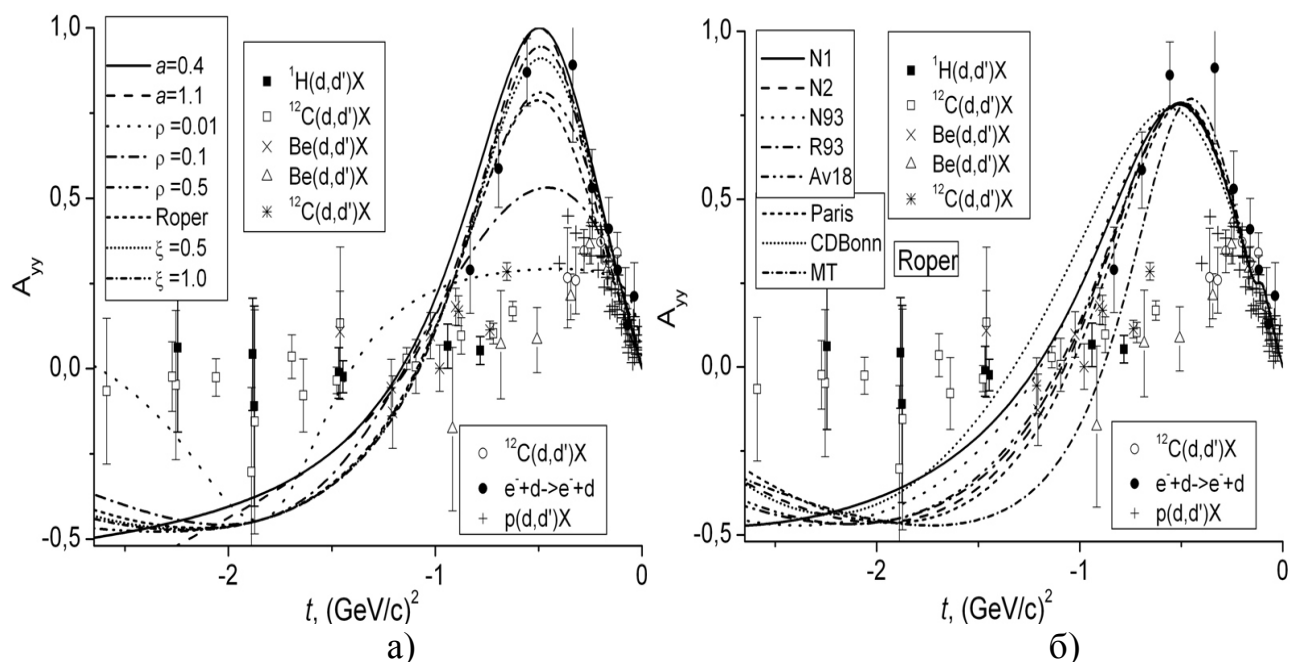 1,0
0,5
0,0
-0,5
A_yy
a=0.4
a=1.1
ρ =0.01
ρ =0.1
ρ =0.5
Roper
ξ =0.5
ξ =1.0
¹H(d,d')X
¹²C(d,d')X
Be(d,d')X
Be(d,d')X
¹²C(d,d')X
¹²C(d,d')X
e⁻+d->e⁻+d
p(d,d')X
-2
-1
0
t, (GeV/c)²
а)
1,0
0,5
0,0
-0,5
A_yy
N1
N2
N93
R93
Av18
Paris
CDBonn
MT
¹H(d,d')X
¹²C(d,d')X
Be(d,d')X
Be(d,d')X
¹²C(d,d')X
Roper
¹²C(d,d')X
e⁻+d->e⁻+d
p(d,d')X
-2
-1
0
t, (GeV/c)²
б)